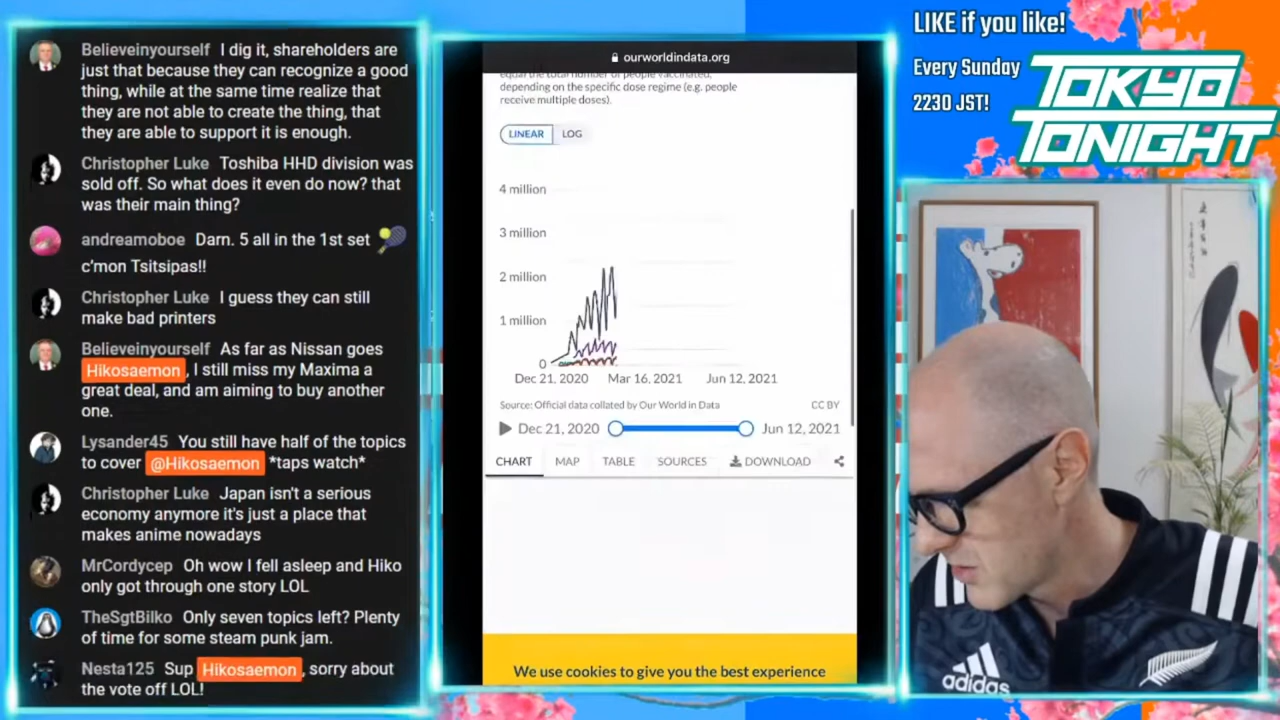 Believeinyourself I dig it, shareholders are
just that because they can recognize a good
thing, while at the same time realize that
they are not able to create the thing, that
they are able to support it is enough.
Christopher Luke Toshiba HHD division was
sold off. So what does it even do now? that
was their main thing?
andreamoboe Darn. 5 all in the 1st set
c'mon Tsitsipas!!
Christopher Luke I guess they can still
make bad printers
Believeinyourself As far as Nissan goes
Hikosaemon, I still miss my Maxima a
great deal, and am aiming to buy another
one.
Lysander45 You still have half of the topics
to cover @Hikosaemon *taps watch*
Christopher Luke Japan isn't a serious
economy anymore it's just a place that
makes anime nowadays
MrCordycep Oh wow I fell asleep and Hiko
only got through one story LOL
TheSgtBilko Only seven topics left? Plenty
of time for some steam punk jam.
Nesta125 Sup Hikosaemon, sorry about
the vote off LOL!
ourworldindata.org
equal the total number of people vaccinated,
depending on the specific dose regime (e.g. people
receive multiple doses).
LINEAR LOG
4 million
3 million
2 million
1 million
0
Dec 21, 2020 Mar 16, 2021 Jun 12, 2021
Source: Official data collated by Our World in Data CC BY
Dec 21, 2020 Jun 12, 2021
CHART MAP TABLE SOURCES DOWNLOAD
We use cookies to give you the best experience
LIKE if you like!
Every Sunday
2230 JST!
TOKYO
TONIGHT
adidas